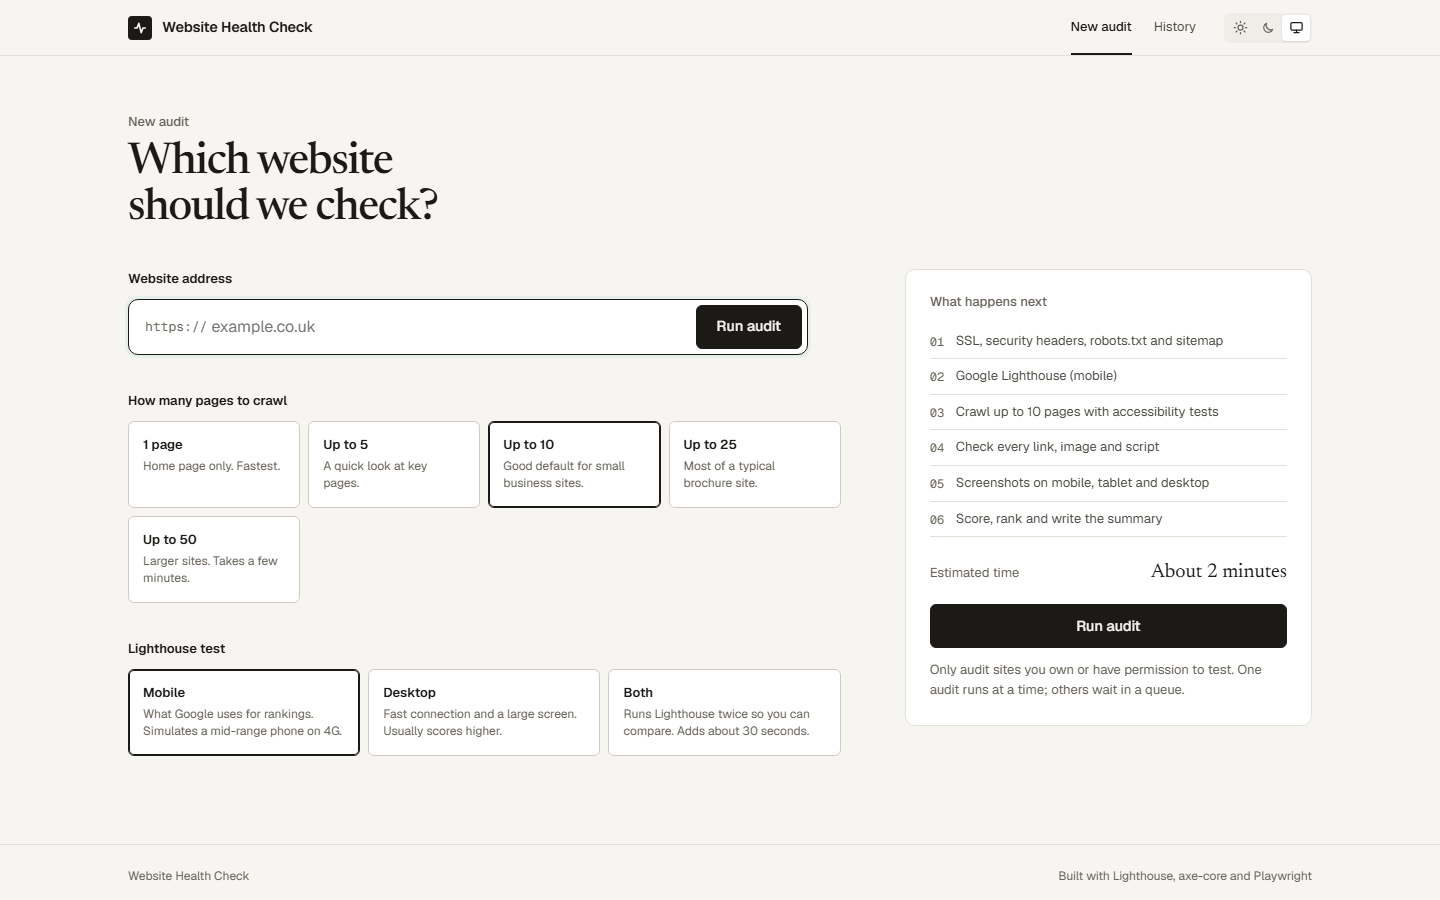 Website Health Check
New audit
History
New audit
Which website
should we check?
Website address
https:// example.co.uk
Run audit
How many pages to crawl
1 page
Home page only. Fastest.
Up to 5
A quick look at key
pages.
Up to 10
Good default for small
business sites.
Up to 25
Most of a typical
brochure site.
Up to 50
Larger sites. Takes a few
minutes.
Lighthouse test
Mobile
What Google uses for rankings.
Simulates a mid-range phone on 4G.
Desktop
Fast connection and a large screen.
Usually scores higher.
Both
Runs Lighthouse twice so you can
compare. Adds about 30 seconds.
What happens next
01 SSL, security headers, robots.txt and sitemap
02 Google Lighthouse (mobile)
03 Crawl up to 10 pages with accessibility tests
04 Check every link, image and script
05 Screenshots on mobile, tablet and desktop
06 Score, rank and write the summary
Estimated time About 2 minutes
Run audit
Only audit sites you own or have permission to test. One
audit runs at a time; others wait in a queue.
Website Health Check
Built with Lighthouse, axe-core and Playwright